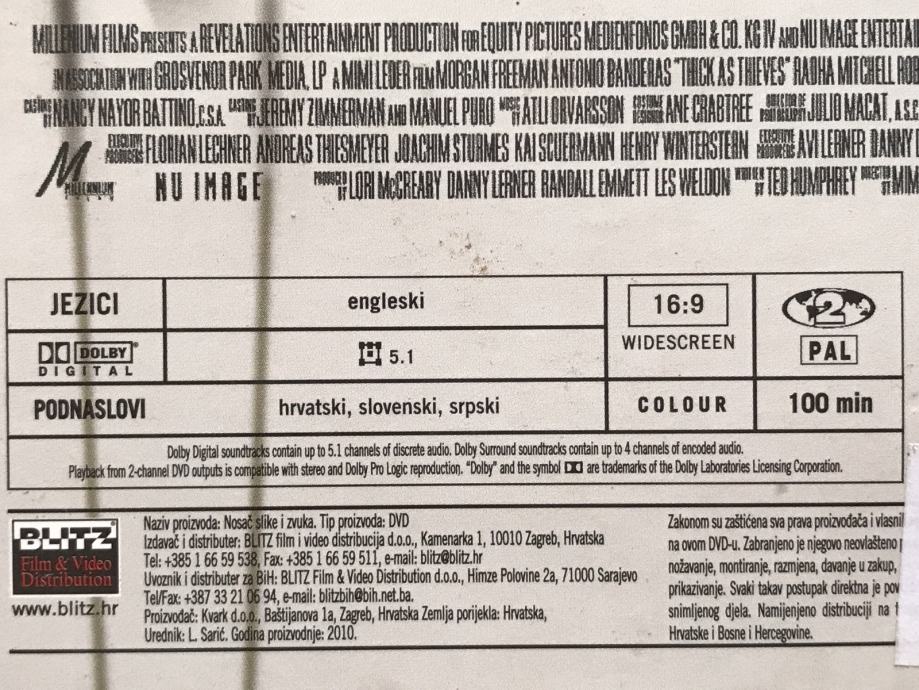 MILLENIUM FILMS PRESENTS A REVELATIONS ENTERTAINMENT PRODUCTION FOR EQUITY PICTURES MEDIENFONDS GMBH & CO. KG IV AND NU IMAGE
IN ASSOCIATION WITH GROSVENOR PARK MEDIA, LP A MIMI LEDER FILM MORGAN FREEMAN ANTONIO BANDERAS "THICK AS THIEVES" RADHA MITCHELL
CASTING BY NANCY NAYOR BATTINO, C.S.A. CASTING BY JEREMY ZIMMERMAN AND MANUEL PURO MUSIC BY ATLI ORVARSSON COSTUME DESIGNER ANE CRABTREE DIRECTOR OF PHOTOGRAPHY JULIO MACAT, A.S.C.
EXECUTIVE PRODUCERS FLORIAN LECHNER ANDREAS THIESMEYER JOACHIM STURMES KAI SCUERMANN HENRY WINTERSTERN EXECUTIVE PRODUCERS AVI LERNER DANNY
M MILLENNIUM NU IMAGE PRODUCED BY LORI McCREARY DANNY LERNER RANDALL EMMETT LES WELDON WRITTEN BY TED HUMPHREY DIRECTED BY
JEZICI engleski 16:9 2
WIDESCREEN
DOLBY DIGITAL 5.1 PAL
PODNASLOVI hrvatski, slovenski, srpski COLOUR 100 min
Dolby Digital soundtracks contain up to 5.1 channels of discrete audio. Dolby Surround soundtracks contain up to 4 channels of encoded audio.
Playback from 2-channel DVD outputs is compatible with stereo and Dolby Pro Logic reproduction. "Dolby" and the symbol are trademarks of the Dolby Laboratories Licensing Corporation.
BLITZ
Film & Video
Distribution
www.blitz.hr
Naziv proizvoda: Nosač slike i zvuka. Tip proizvoda: DVD
Izdavač i distributer: BLITZ film i video distribucija d.o.o., Kamenarka 1, 10010 Zagreb, Hrvatska
Tel: +385 1 66 59 538, Fax: +385 1 66 59 511, e-mail: blitz@blitz.hr
Uvoznik i distributer za BiH: BLITZ Film & Video Distribution d.o.o., Himze Polovine 2a, 71000 Sarajevo
Tel/Fax: +387 33 21 06 94, e-mail: blitzbih@bih.net.ba.
Proizvođač: Kvark d.o.o., Baštijanova 1a, Zagreb, Hrvatska Zemlja porijekla: Hrvatska,
Urednik: L. Sarić. Godina proizvodnje: 2010.
Zakonom su zaštićena sva prava proizvođača i
na ovom DVD-u. Zabranjeno je njegovo neovlašteno
nožavanje, montiranje, razmjena, davanje u zakup,
prikazivanje. Svaki takav postupak direktna je
snimljenog djela. Namijenjeno distribuciji na
Hrvatske i Bosne i Hercegovine.